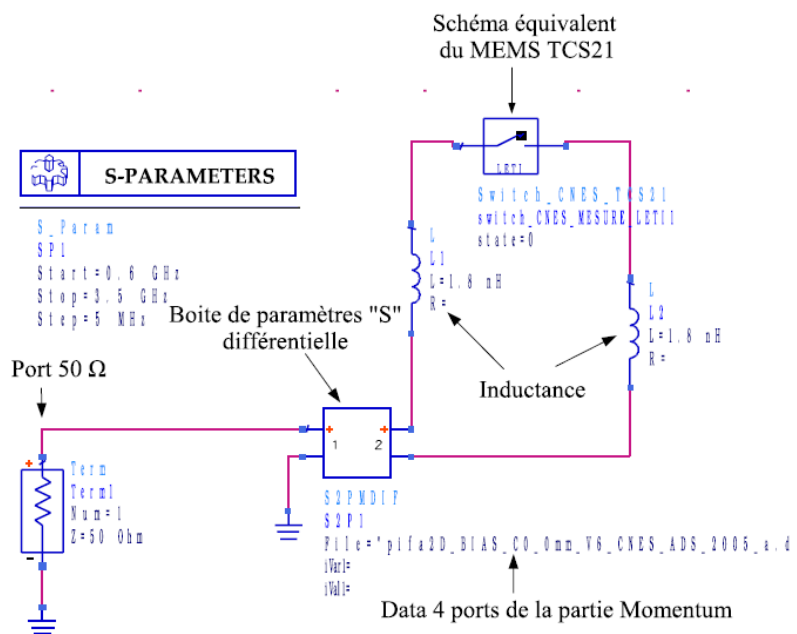 Schéma équivalent
du MEMS TCS21
LETI
Switch_CNES_TCS21
switch_CNES_MESURE_LETI1
state=0
S-PARAMETERS
S_Param
SP1
Start=0.6 GHz
Stop=3.5 GHz
Step=5 MHz
L
L1
L=1.8 nH
R=
L
L2
L=1.8 nH
R=
Boite de paramètres "S"
différentielle
Inductance
Port 50 Ω
+
1
2
+
+
Term
Term1
Num=1
Z=50 Ohm
-
S2PMDIF
S2P1
File="pifa2D_BIAS_C0_0mm_V6_CNES_ADS_2005_a.d
iVar1=
iVal1=
Data 4 ports de la partie Momentum